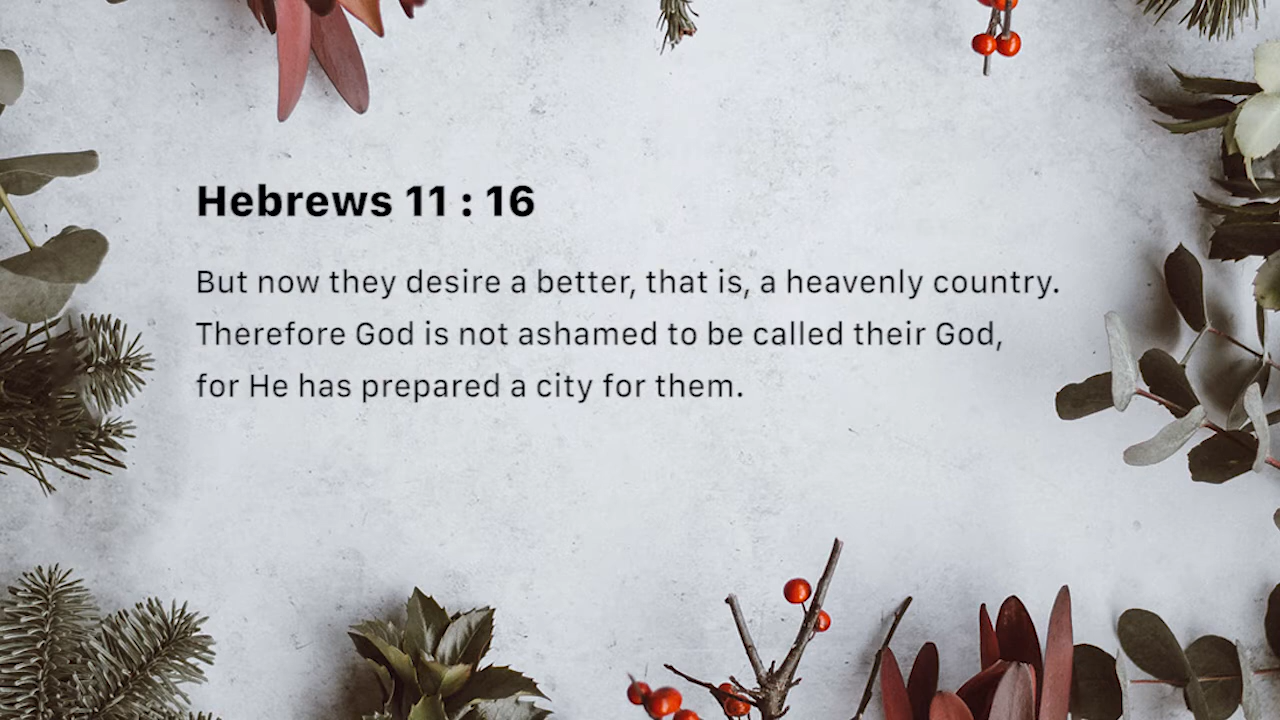 Hebrews 11 : 16
But now they desire a better, that is, a heavenly country.
Therefore God is not ashamed to be called their God,
for He has prepared a city for them.